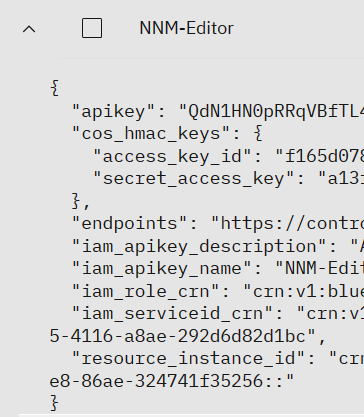 NNM-Editor
{
"apikey": "QdN1HN0pRRqVBfTL4
"cos_hmac_keys": {
"access_key_id": "f165d078
"secret_access_key": "a13
},
"endpoints": "https://contro
"iam_apikey_description": "A
"iam_apikey_name": "NNM-Edit
"iam_role_crn": "crn:v1:blue
"iam_serviceid_crn": "crn:v1
5-4116-a8ae-292d6d82d1bc",
"resource_instance_id": "crn
e8-86ae-324741f35256::"
}